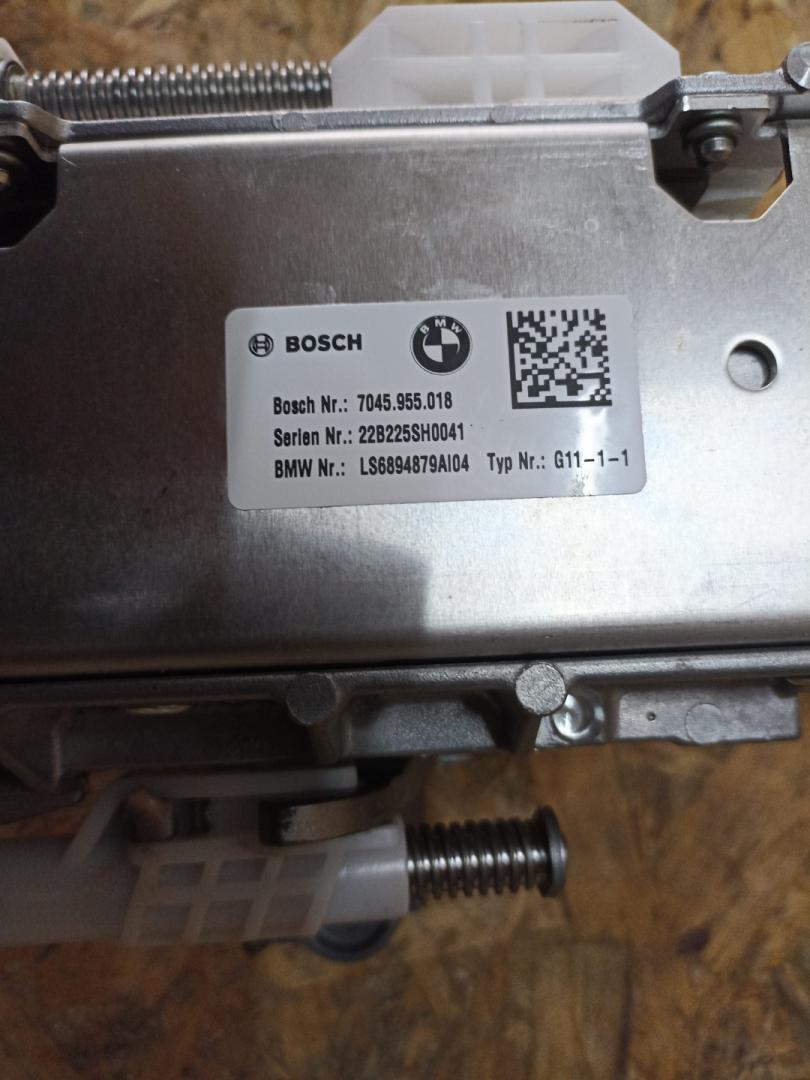 BOSCH
BMW
Bosch Nr.: 7045.955.018
Serien Nr.: 22B225SH0041
BMW Nr.: LS6894879AI04 Typ Nr.: G11-1-1